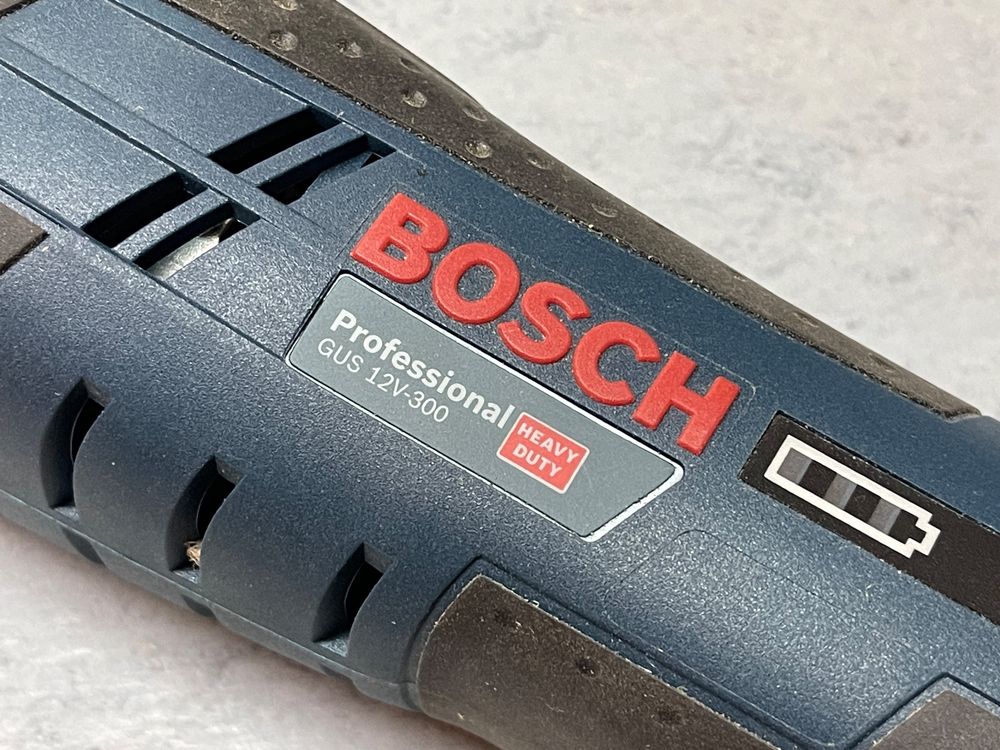 BOSCH
Professional
GUS 12V-300
HEAVY
DUTY